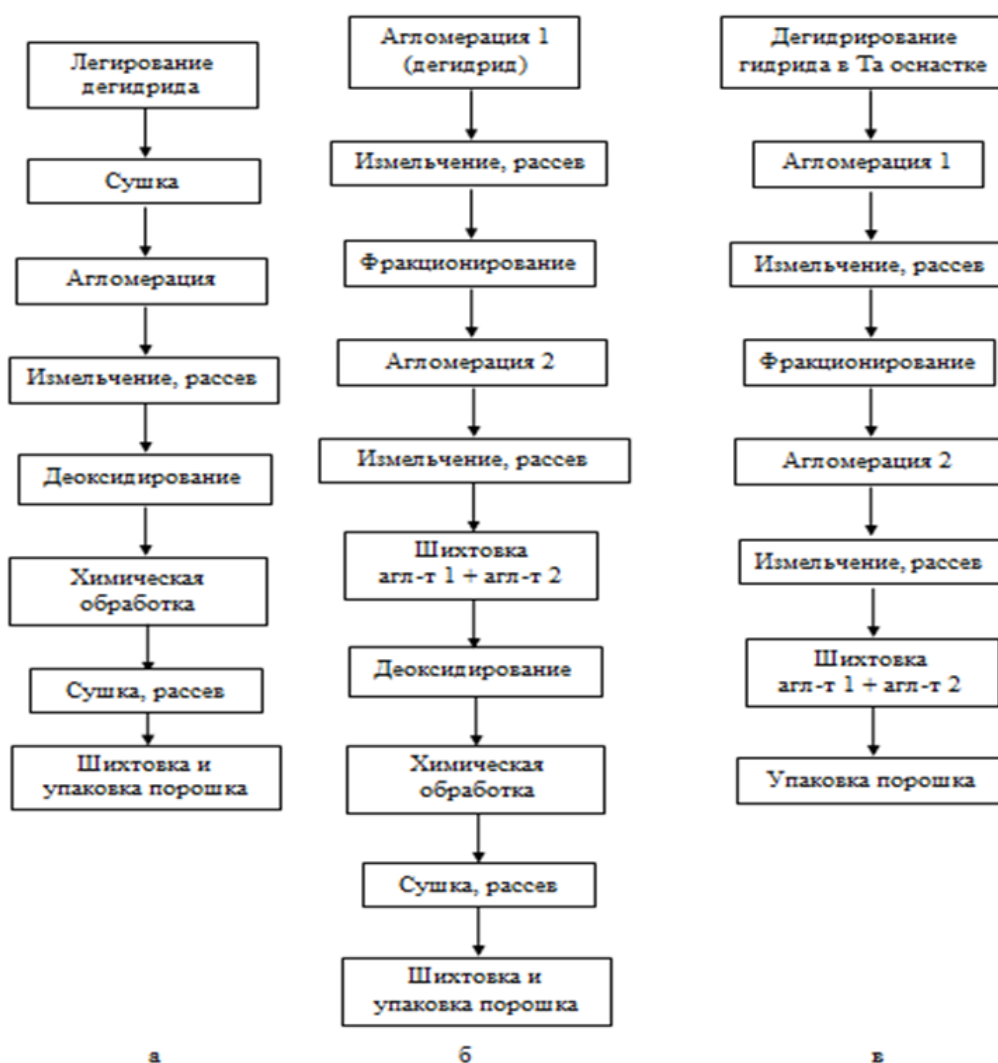 Легирование
дегидрида
Сушка
Агломерация
Измельчение, рассев
Деоксидирование
Химическая
обработка
Сушка, рассев
Шихтовка и
упаковка порошка
а
Агломерация 1
(дегидрид)
Измельчение, рассев
Фракционирование
Агломерация 2
Измельчение, рассев
Шихтовка
агл-т 1 + агл-т 2
Деоксидирование
Химическая
обработка
Сушка, рассев
Шихтовка и
упаковка порошка
б
Дегидрирование
гидрида в Та оснастке
Агломерация 1
Измельчение, рассев
Фракционирование
Агломерация 2
Измельчение, рассев
Шихтовка
агл-т 1 + агл-т 2
Упаковка порошка
в